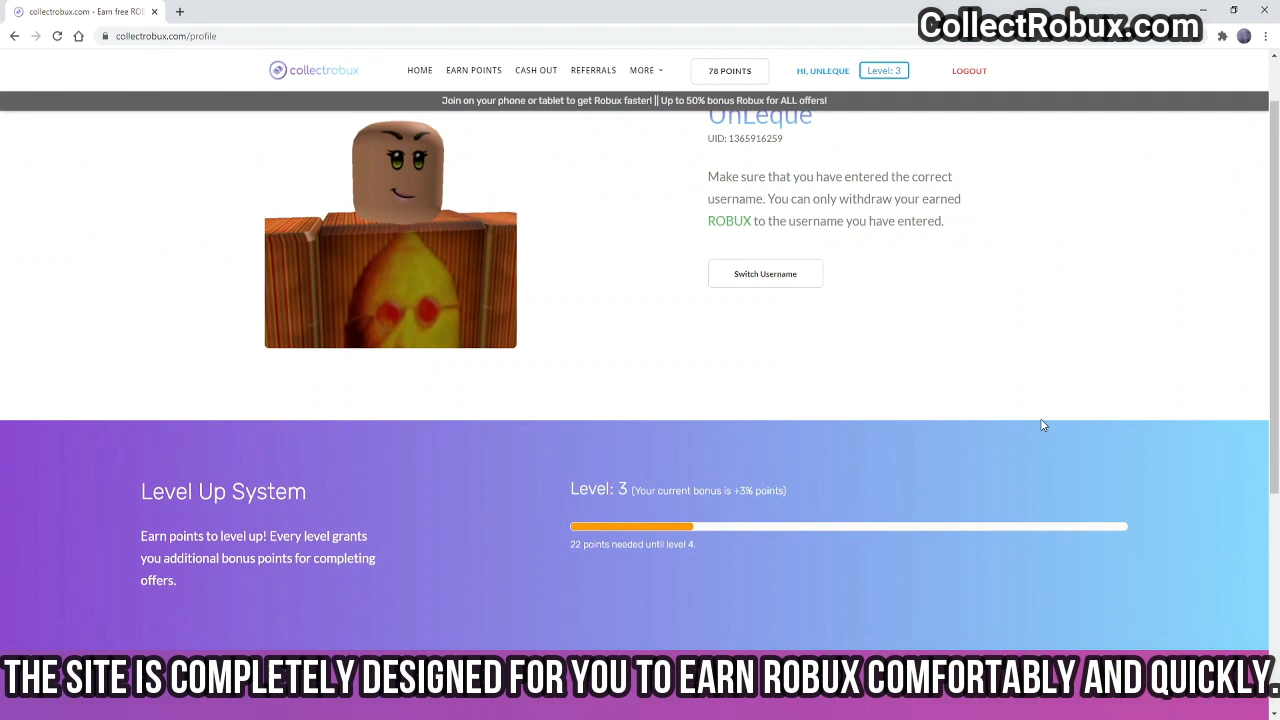 collectrobux.com - Earn free ROB
CollectRobux.com
collectrobux.com/profile
collectrobux
HOME EARN POINTS CASH OUT REFERRALS MORE 78 POINTS HI, UNLEQUE Level: 3 LOGOUT
Join on your phone or tablet to get Robux faster! || Up to 50% bonus Robux for ALL offers!
UnLeque
UID: 1365916259
Make sure that you have entered the correct
username. You can only withdraw your earned
ROBUX to the username you have entered.
Switch Username
Level Up System
Earn points to level up! Every level grants
you additional bonus points for completing
offers.
Level: 3 (Your current bonus is +3% points)
22 points needed until level 4.
THE SITE IS COMPLETELY DESIGNED FOR YOU TO EARN ROBUX COMFORTABLY AND QUICKLY.